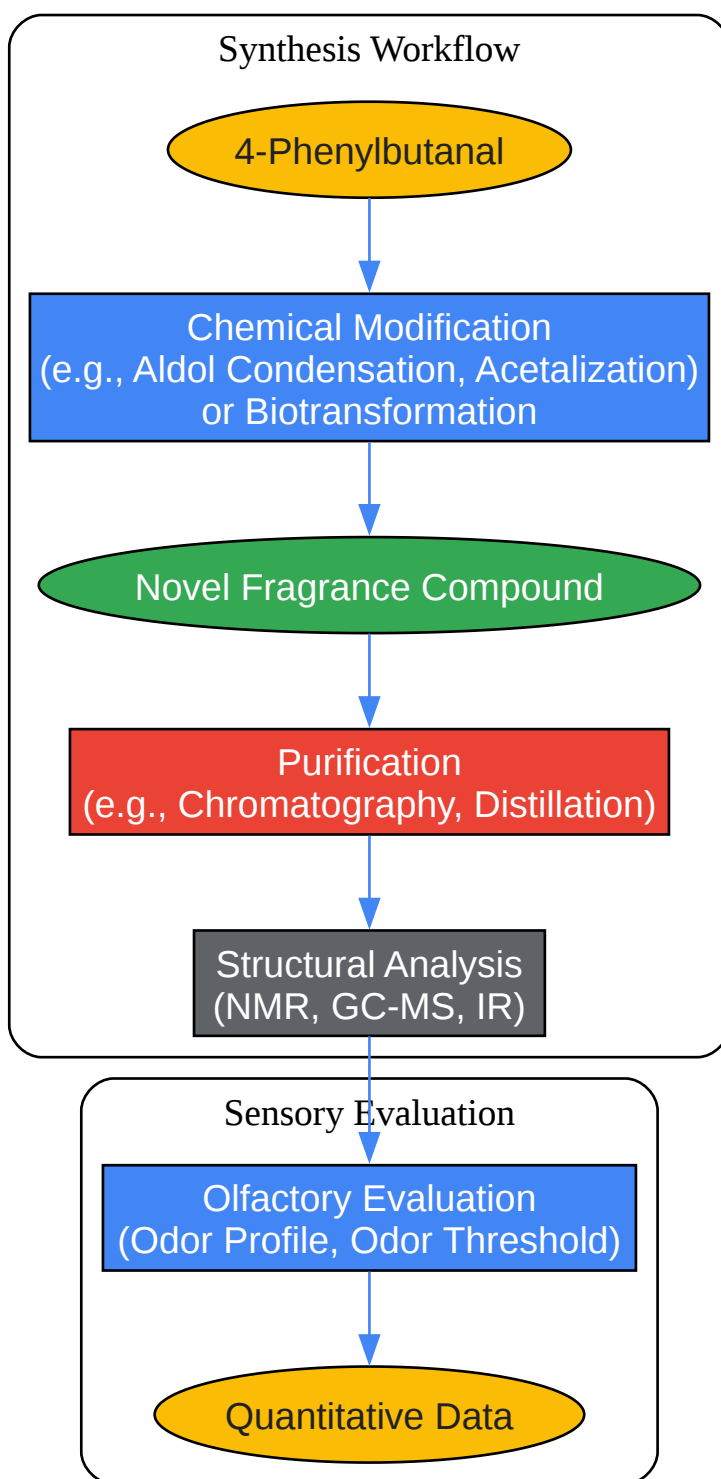 Synthesis Workflow
4-Phenylbutanal
Chemical Modification
(e.g., Aldol Condensation, Acetalization)
or Biotransformation
Novel Fragrance Compound
Purification
(e.g., Chromatography, Distillation)
Structural Analysis
(NMR, GC-MS, IR)
Sensory Evaluation
Olfactory Evaluation
(Odor Profile, Odor Threshold)
Quantitative Data